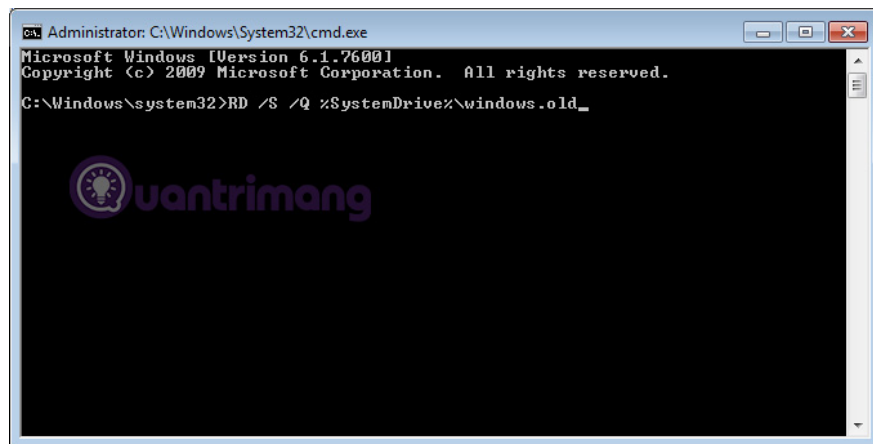 Administrator: C:\Windows\System32\cmd.exe
Microsoft Windows [Version 6.1.7600]
Copyright (c) 2009 Microsoft Corporation.  All rights reserved.
C:\Windows\system32>RD /S /Q %SystemDrive%\windows.old_
Quantrimang